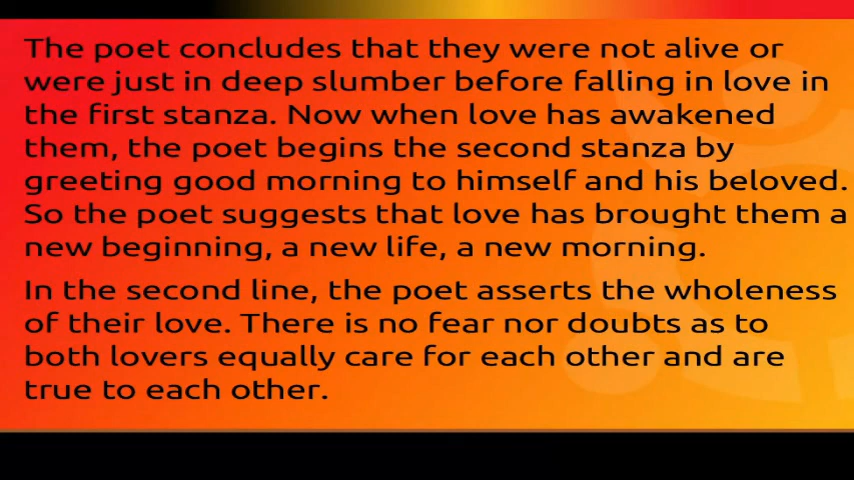 The poet concludes that they were not alive or
were just in deep slumber before falling in love in
the first stanza. Now when love has awakened
them, the poet begins the second stanza by
greeting good morning to himself and his beloved.
So the poet suggests that love has brought them a
new beginning, a new life, a new morning.
In the second line, the poet asserts the wholeness
of their love. There is no fear nor doubts as to
both lovers equally care for each other and are
true to each other.